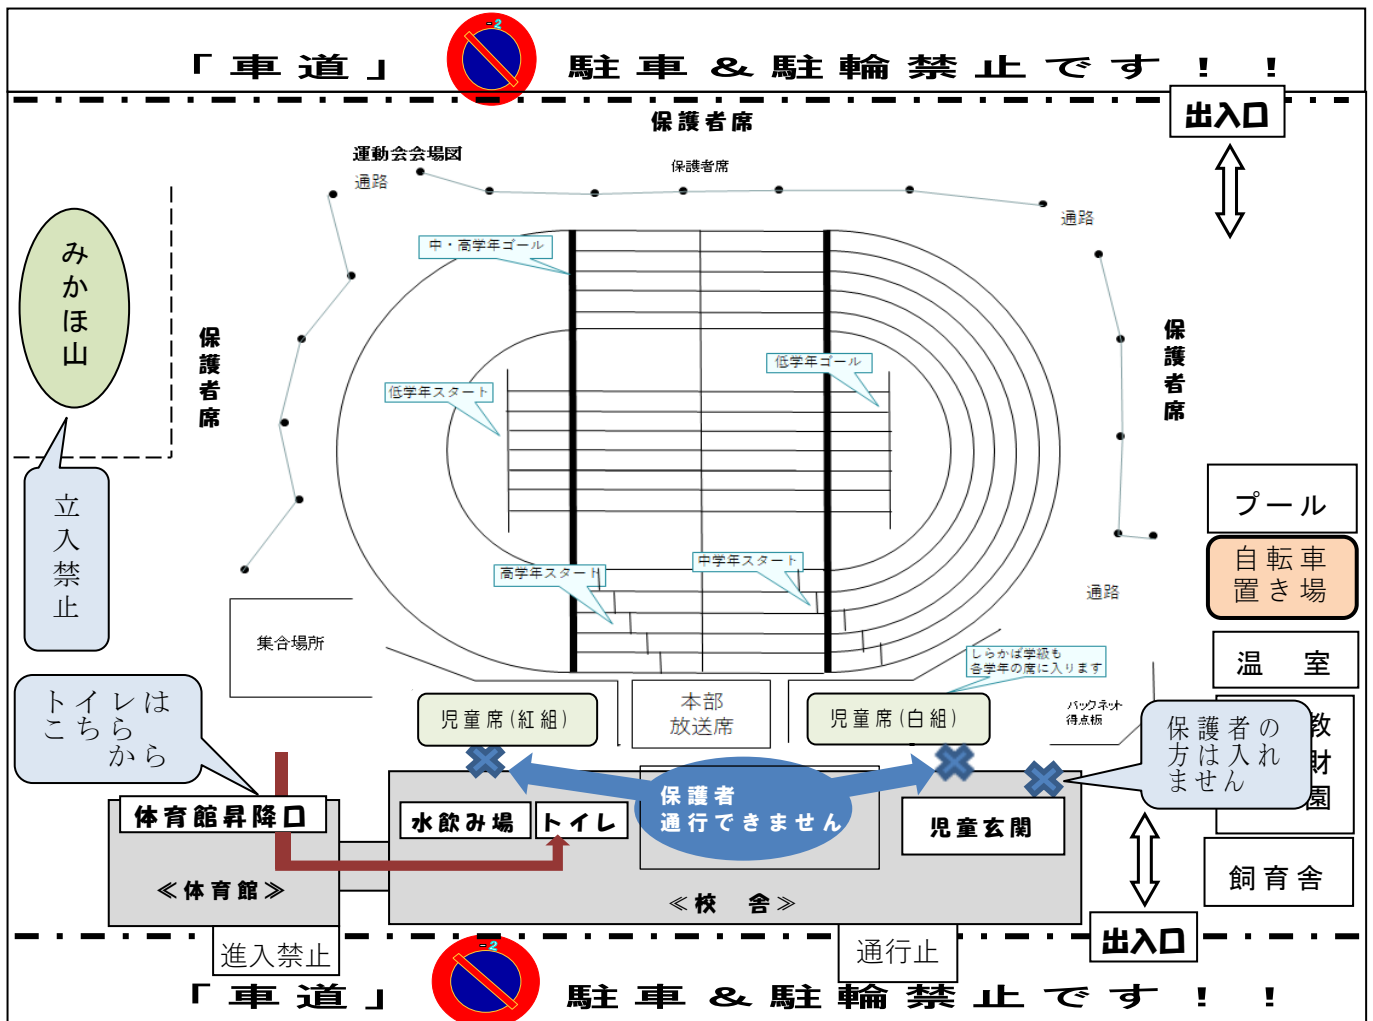 「車道」 駐車&駐輪禁止です！！
-2
出入口
保護者席
運動会会場図
保護者席
通路
通路
みかほ山
中・高学年ゴール
保護者席
保護者席
低学年ゴール
低学年スタート
立入禁止
プール
自転車
置き場
中学年スタート
高学年スタート
通路
集合場所
しらかば学級も
各学年の席に入ります
温 室
トイレは
こちら
から
児童席(紅組)
本部
放送席
児童席(白組)
バックネット
得点板
保護者の
方は入れ
ません
教
財
園
体育館昇降口
水飲み場
トイレ
保護者
通行できません
児童玄関
≪体育館≫
≪校 舎≫
飼育舎
進入禁止
通行止
出入口
-2
「車道」 駐車&駐輪禁止です！！